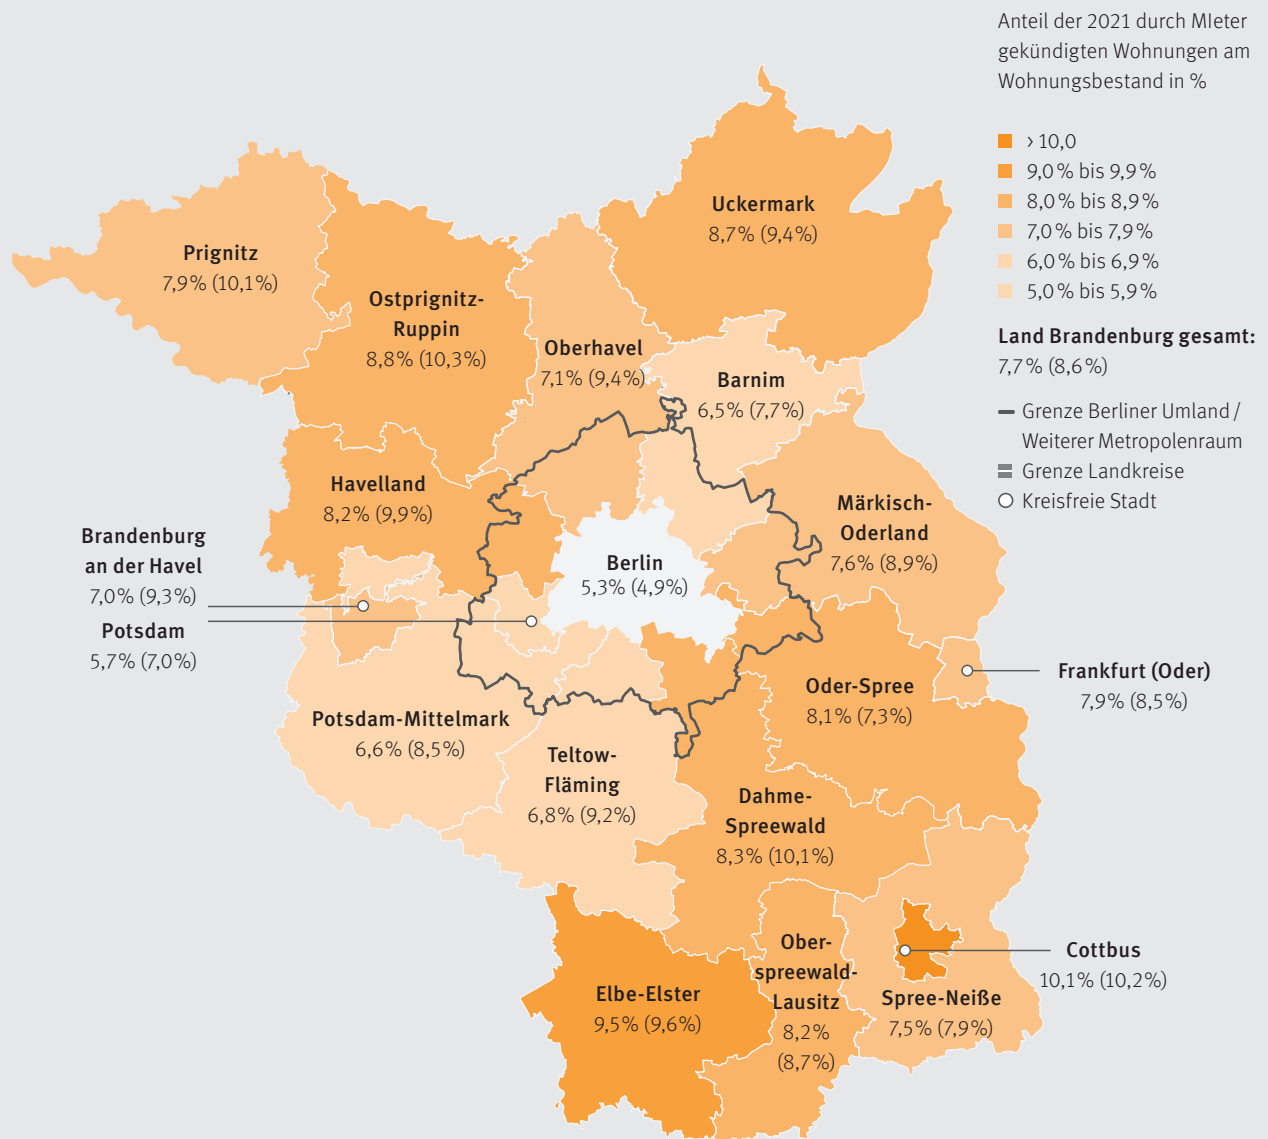 Anteil der 2021 durch MIeter
gekündigten Wohnungen am
Wohnungsbestand in %
> 10,0
9,0 % bis 9,9 %
8,0 % bis 8,9 %
7,0 % bis 7,9 %
6,0 % bis 6,9 %
5,0 % bis 5,9 %
Land Brandenburg gesamt:
7,7% (8,6%)
Grenze Berliner Umland /
Weiterer Metropolenraum
Grenze Landkreise
Kreisfreie Stadt
Uckermark
8,7% (9,4%)
Prignitz
7,9% (10,1%)
Ostprignitz-
Ruppin
8,8% (10,3%)
Oberhavel
7,1% (9,4%)
Barnim
6,5% (7,7%)
Havelland
8,2% (9,9%)
Märkisch-
Oderland
7,6% (8,9%)
Brandenburg
an der Havel
7,0% (9,3%)
Potsdam
5,7% (7,0%)
Berlin
5,3% (4,9%)
Frankfurt (Oder)
7,9% (8,5%)
Oder-Spree
8,1% (7,3%)
Potsdam-Mittelmark
6,6% (8,5%)
Teltow-
Fläming
6,8% (9,2%)
Dahme-
Spreewald
8,3% (10,1%)
Cottbus
10,1% (10,2%)
Ober-
spreewald-
Lausitz
8,2%
(8,7%)
Elbe-Elster
9,5% (9,6%)
Spree-Neiße
7,5% (7,9%)